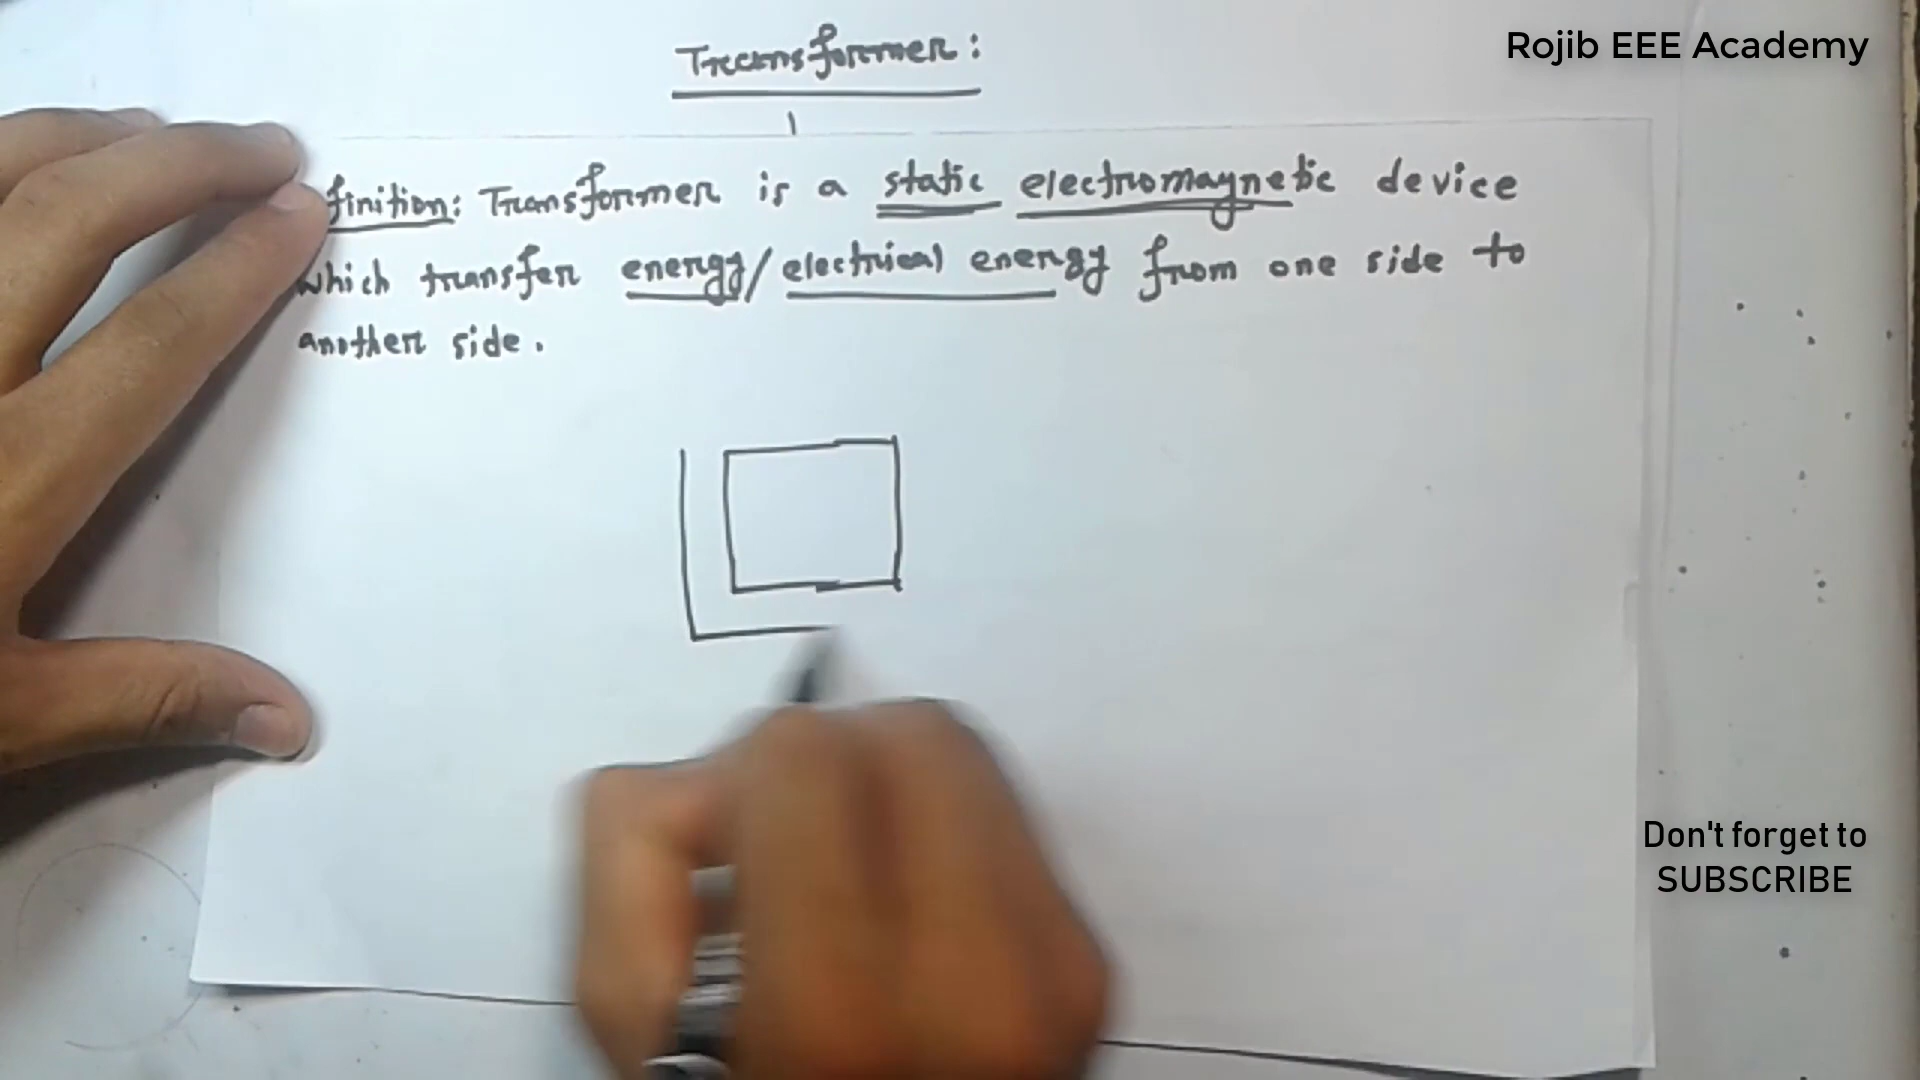 Transformer:
Rojib EEE Academy
finition: Transformer is a static electromagnetic device
which transfer energy/electrical energy from one side to
another side.
Don't forget to
SUBSCRIBE